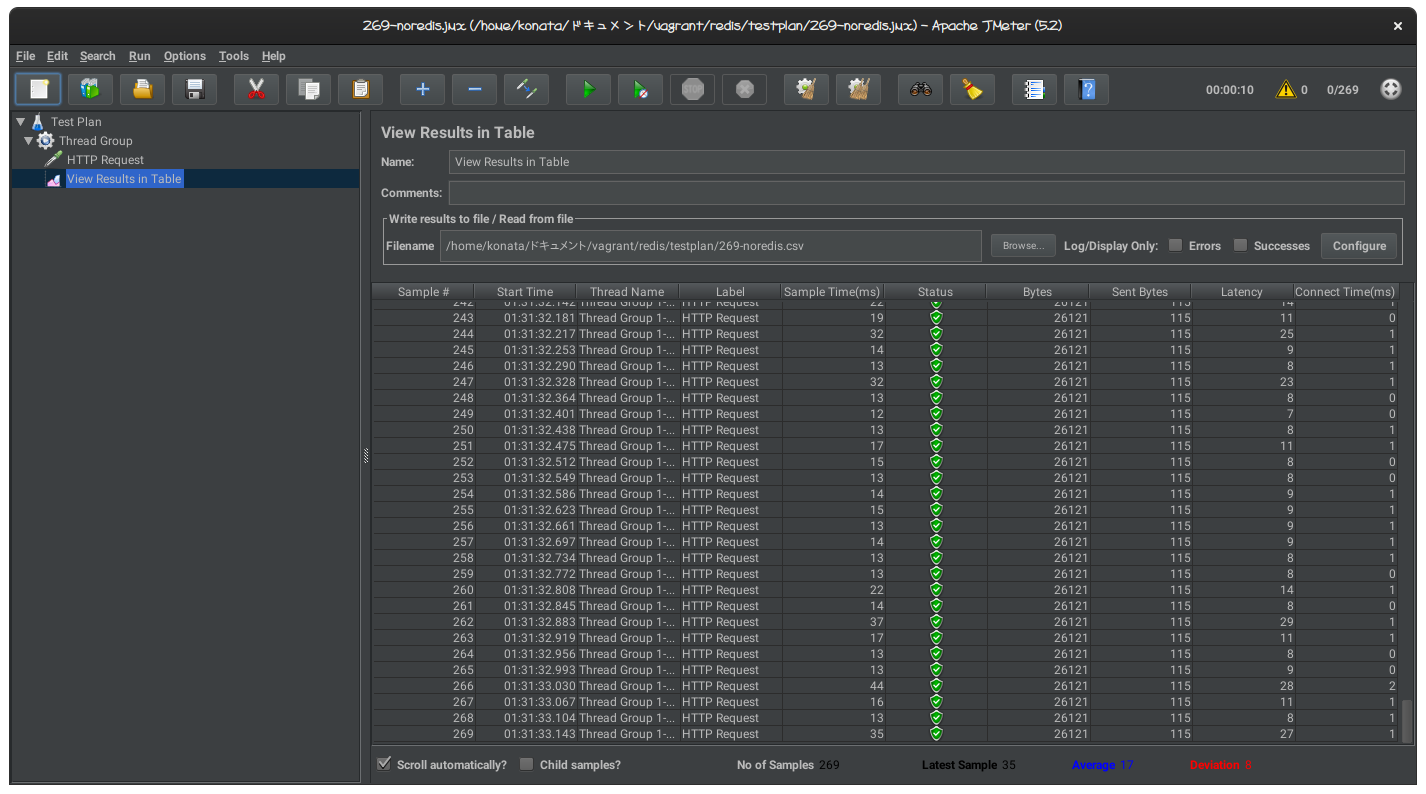 269-noredis.jmx (/home/konata/ドキュメント/vagrant/redis/testplan/269-noredis.jmx) - Apache JMeter (5.2)
File Edit Search Run Options Tools Help
STOP 00:00:10 0 0/269
Test Plan
Thread Group
HTTP Request
View Results in Table
View Results in Table
Name: View Results in Table
Comments:
Write results to file / Read from file
Filename /home/konata/ドキュメント/vagrant/redis/testplan/269-noredis.csv Browse... Log/Display Only: Errors Successes Configure
Sample # Start Time Thread Name Label Sample Time(ms) Status Bytes Sent Bytes Latency Connect Time(ms)
242 01:31:32.142 Thread Group 1-... HTTP Request 22 26121 115 14 1
243 01:31:32.181 Thread Group 1-... HTTP Request 19 26121 115 11 0
244 01:31:32.217 Thread Group 1-... HTTP Request 32 26121 115 25 1
245 01:31:32.253 Thread Group 1-... HTTP Request 14 26121 115 9 1
246 01:31:32.290 Thread Group 1-... HTTP Request 13 26121 115 8 1
247 01:31:32.328 Thread Group 1-... HTTP Request 32 26121 115 23 1
248 01:31:32.364 Thread Group 1-... HTTP Request 13 26121 115 8 0
249 01:31:32.401 Thread Group 1-... HTTP Request 12 26121 115 7 0
250 01:31:32.438 Thread Group 1-... HTTP Request 13 26121 115 8 1
251 01:31:32.475 Thread Group 1-... HTTP Request 17 26121 115 11 1
252 01:31:32.512 Thread Group 1-... HTTP Request 15 26121 115 8 0
253 01:31:32.549 Thread Group 1-... HTTP Request 13 26121 115 8 0
254 01:31:32.586 Thread Group 1-... HTTP Request 14 26121 115 9 1
255 01:31:32.623 Thread Group 1-... HTTP Request 15 26121 115 9 1
256 01:31:32.661 Thread Group 1-... HTTP Request 13 26121 115 9 1
257 01:31:32.697 Thread Group 1-... HTTP Request 14 26121 115 9 1
258 01:31:32.734 Thread Group 1-... HTTP Request 13 26121 115 8 1
259 01:31:32.772 Thread Group 1-... HTTP Request 13 26121 115 8 0
260 01:31:32.808 Thread Group 1-... HTTP Request 22 26121 115 14 1
261 01:31:32.845 Thread Group 1-... HTTP Request 14 26121 115 8 0
262 01:31:32.883 Thread Group 1-... HTTP Request 37 26121 115 29 1
263 01:31:32.919 Thread Group 1-... HTTP Request 17 26121 115 11 1
264 01:31:32.956 Thread Group 1-... HTTP Request 13 26121 115 8 0
265 01:31:32.993 Thread Group 1-... HTTP Request 13 26121 115 9 0
266 01:31:33.030 Thread Group 1-... HTTP Request 44 26121 115 28 2
267 01:31:33.067 Thread Group 1-... HTTP Request 16 26121 115 11 1
268 01:31:33.104 Thread Group 1-... HTTP Request 13 26121 115 8 1
269 01:31:33.143 Thread Group 1-... HTTP Request 35 26121 115 27 1
Scroll automatically? Child samples? No of Samples 269 Latest Sample 35 Average 17 Deviation 8